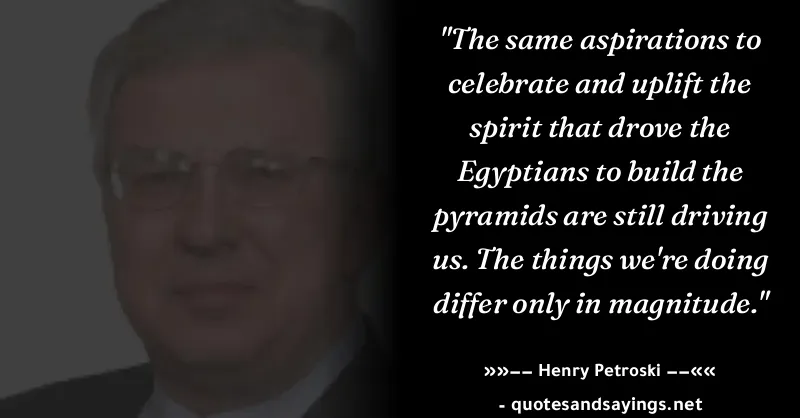 "The same aspirations to
celebrate and uplift the
spirit that drove the
Egyptians to build the
pyramids are still driving
us. The things we're doing
differ only in magnitude."
»»–– Henry Petroski ––««
- quotesandsayings.net